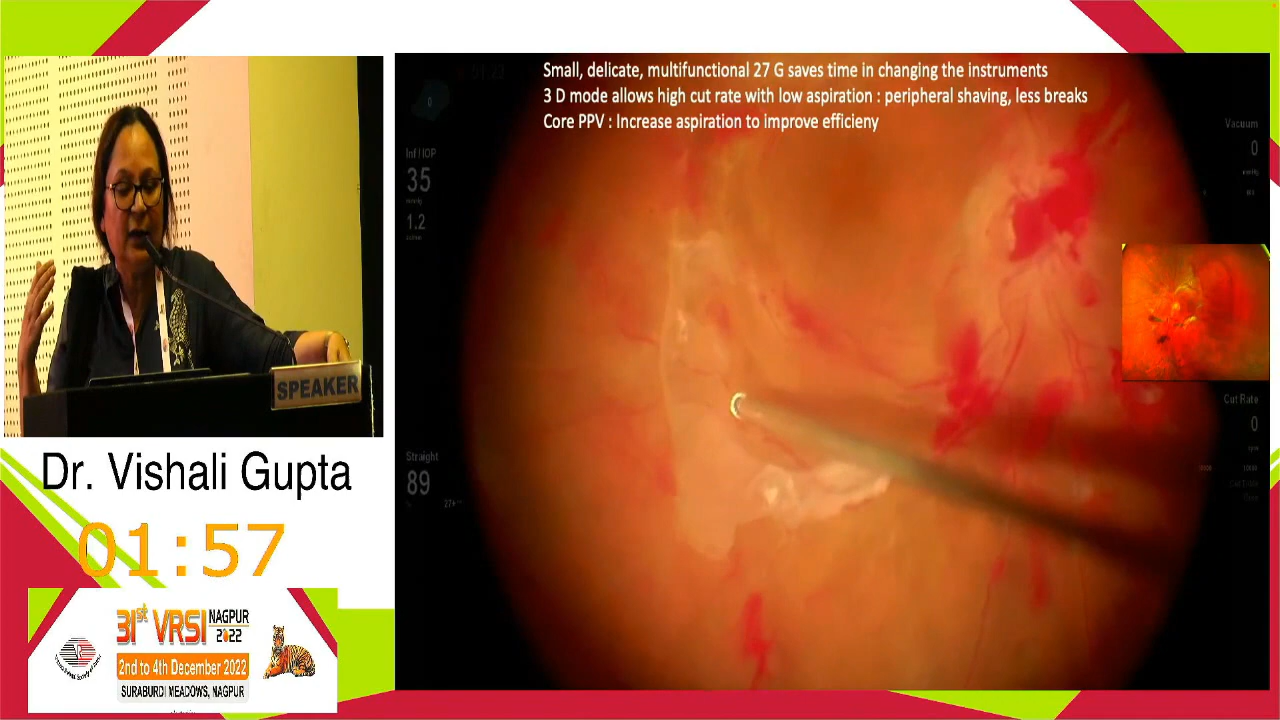 Small, delicate, multifunctional 27 G saves time in changing the instruments
3 D mode allows high cut rate with low aspiration : peripheral shaving, less breaks
Core PPV : Increase aspiration to improve efficieny
0
Inf IOP
35
1.2
Straight
89
Vacuum
0
Cut Rate
0
SPEAKER
Dr. Vishali Gupta
01:57
31st VRSI NAGPUR
2022
2nd to 4th December 2022
SURABURDI MEADOWS, NAGPUR